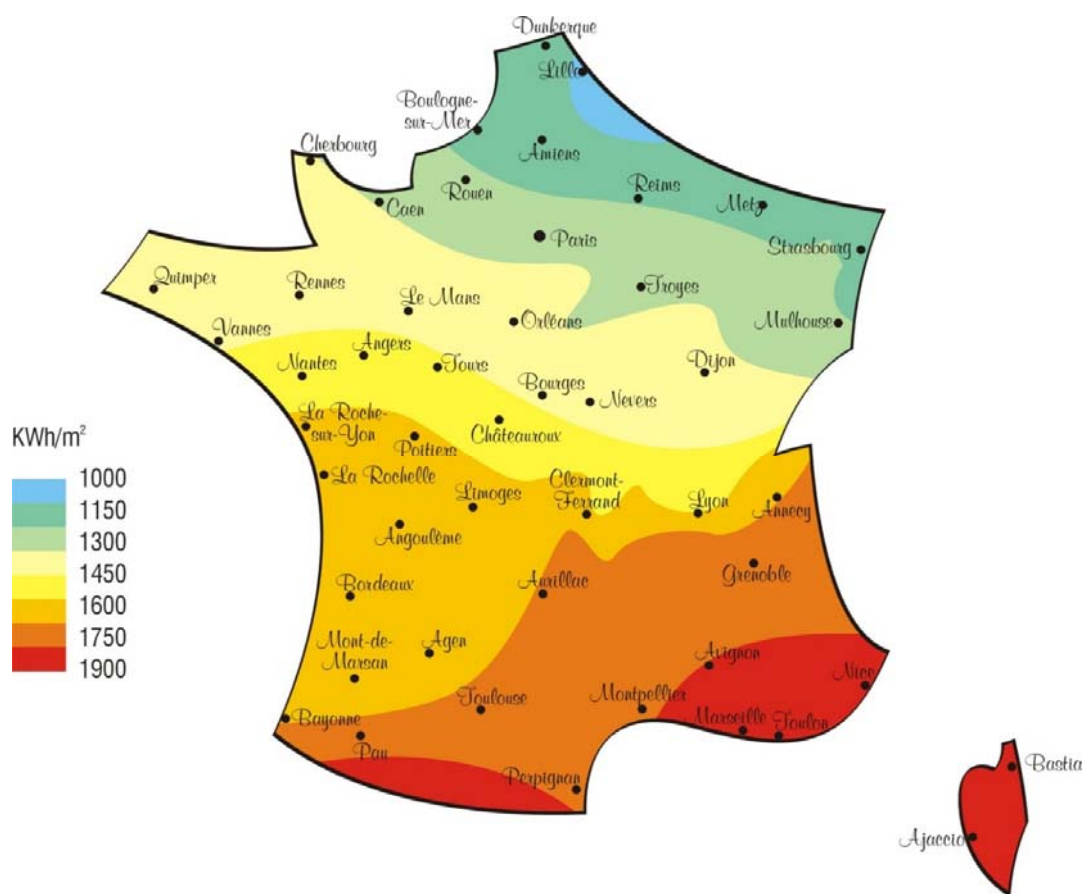 Dunkerque
Lille
Boulogne-
sur-Mer
Amiens
Cherbourg
Rouen
Reims
Caen
Metz
Paris
Strasbourg
Quimper
Rennes
Le Mans
Troyes
Orléans
Mulhouse
Vannes
Angers
Nantes
Tours
Dijon
Bourges
Nevers
La Roche-
sur-Yon
Châteauroux
Poitiers
KWh/m²
La Rochelle
Limoges
Clermont-
Ferrand
Lyon
Annecy
Angoulême
1000
1150
1300
1450
1600
1750
1900
Grenoble
Bordeaux
Aurillac
Mont-de-
Marsan
Agen
Avignon
Nice
Toulouse
Montpellier
Bayonne
Marseille
Toulon
Pau
Perpignan
Bastia
Ajaccio